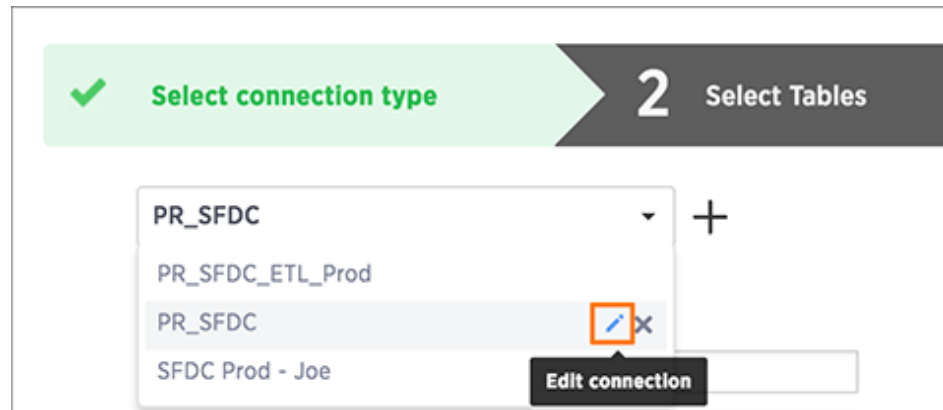 Select connection type
2 Select Tables
PR_SFDC
PR_SFDC_ETL_Prod
PR_SFDC
SFDC Prod - Joe
Edit connection